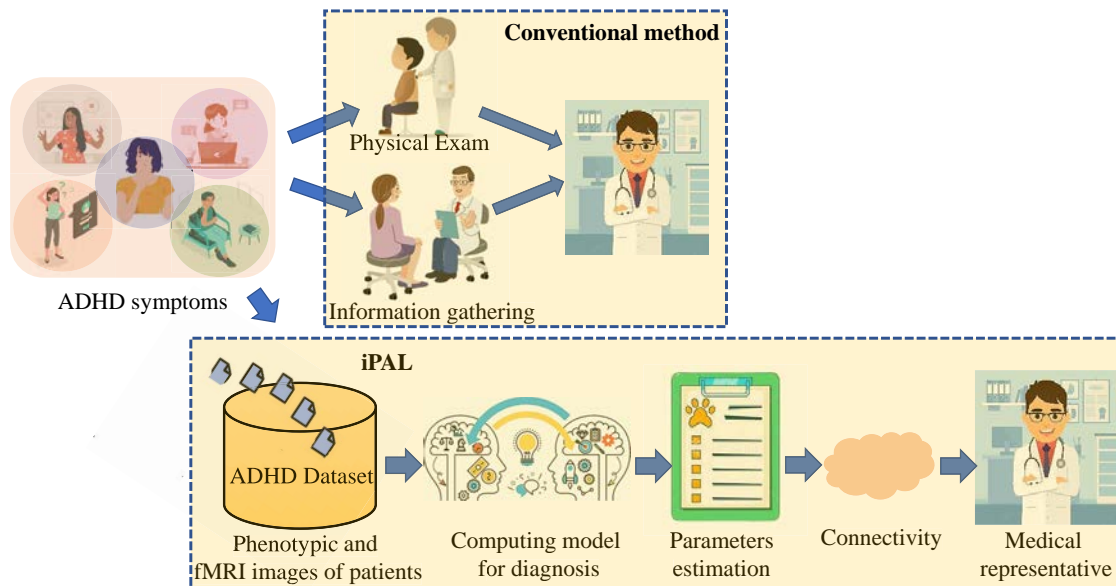 Conventional method
Physical Exam
Information gathering
ADHD symptoms
iPAL
ADHD Dataset
Phenotypic and
fMRI images of patients
Computing model
for diagnosis
Parameters
estimation
Connectivity
Medical
representative